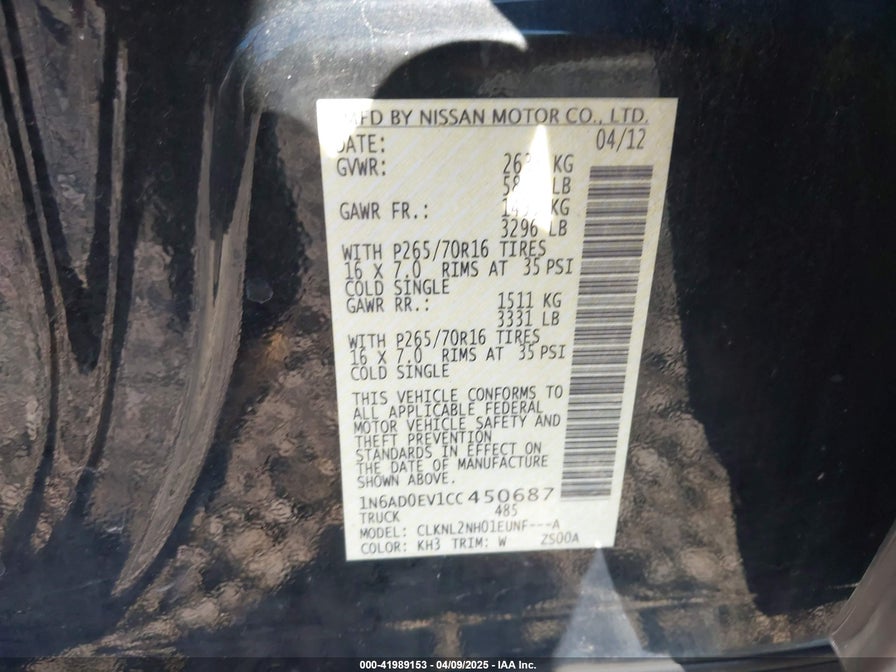 MFD BY NISSAN MOTOR CO., LTD.
DATE: 04/12
GVWR: KG
LB
GAWR FR.: KG
3296 LB
WITH P265/70R16 TIRES
16 X 7.0 RIMS AT 35 PSI
COLD SINGLE
GAWR RR.: 1511 KG
3331 LB
WITH P265/70R16 TIRES
16 X 7.0 RIMS AT 35 PSI
COLD SINGLE
THIS VEHICLE CONFORMS TO
ALL APPLICABLE FEDERAL
MOTOR VEHICLE SAFETY AND
THEFT PREVENTION
STANDARDS IN EFFECT ON
THE DATE OF MANUFACTURE
SHOWN ABOVE.
1N6AD0EV1CC450687
TRUCK 485
MODEL: CLKNL2NH01EUNF---A
COLOR: KH3 TRIM: W ZS00A
000-41989153 - 04/09/2025 - IAA Inc.